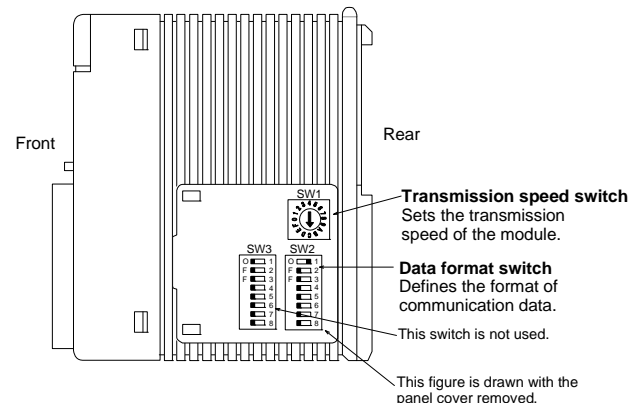 Front
Rear
SW1
Transmission speed switch
Sets the transmission
speed of the module.
SW3
SW2
O 1
F 2
F 3
4
5
6
7
8
O 1
F 2
F 3
4
5
6
7
8
Data format switch
Defines the format of
communication data.
This switch is not used.
This figure is drawn with the
panel cover removed.